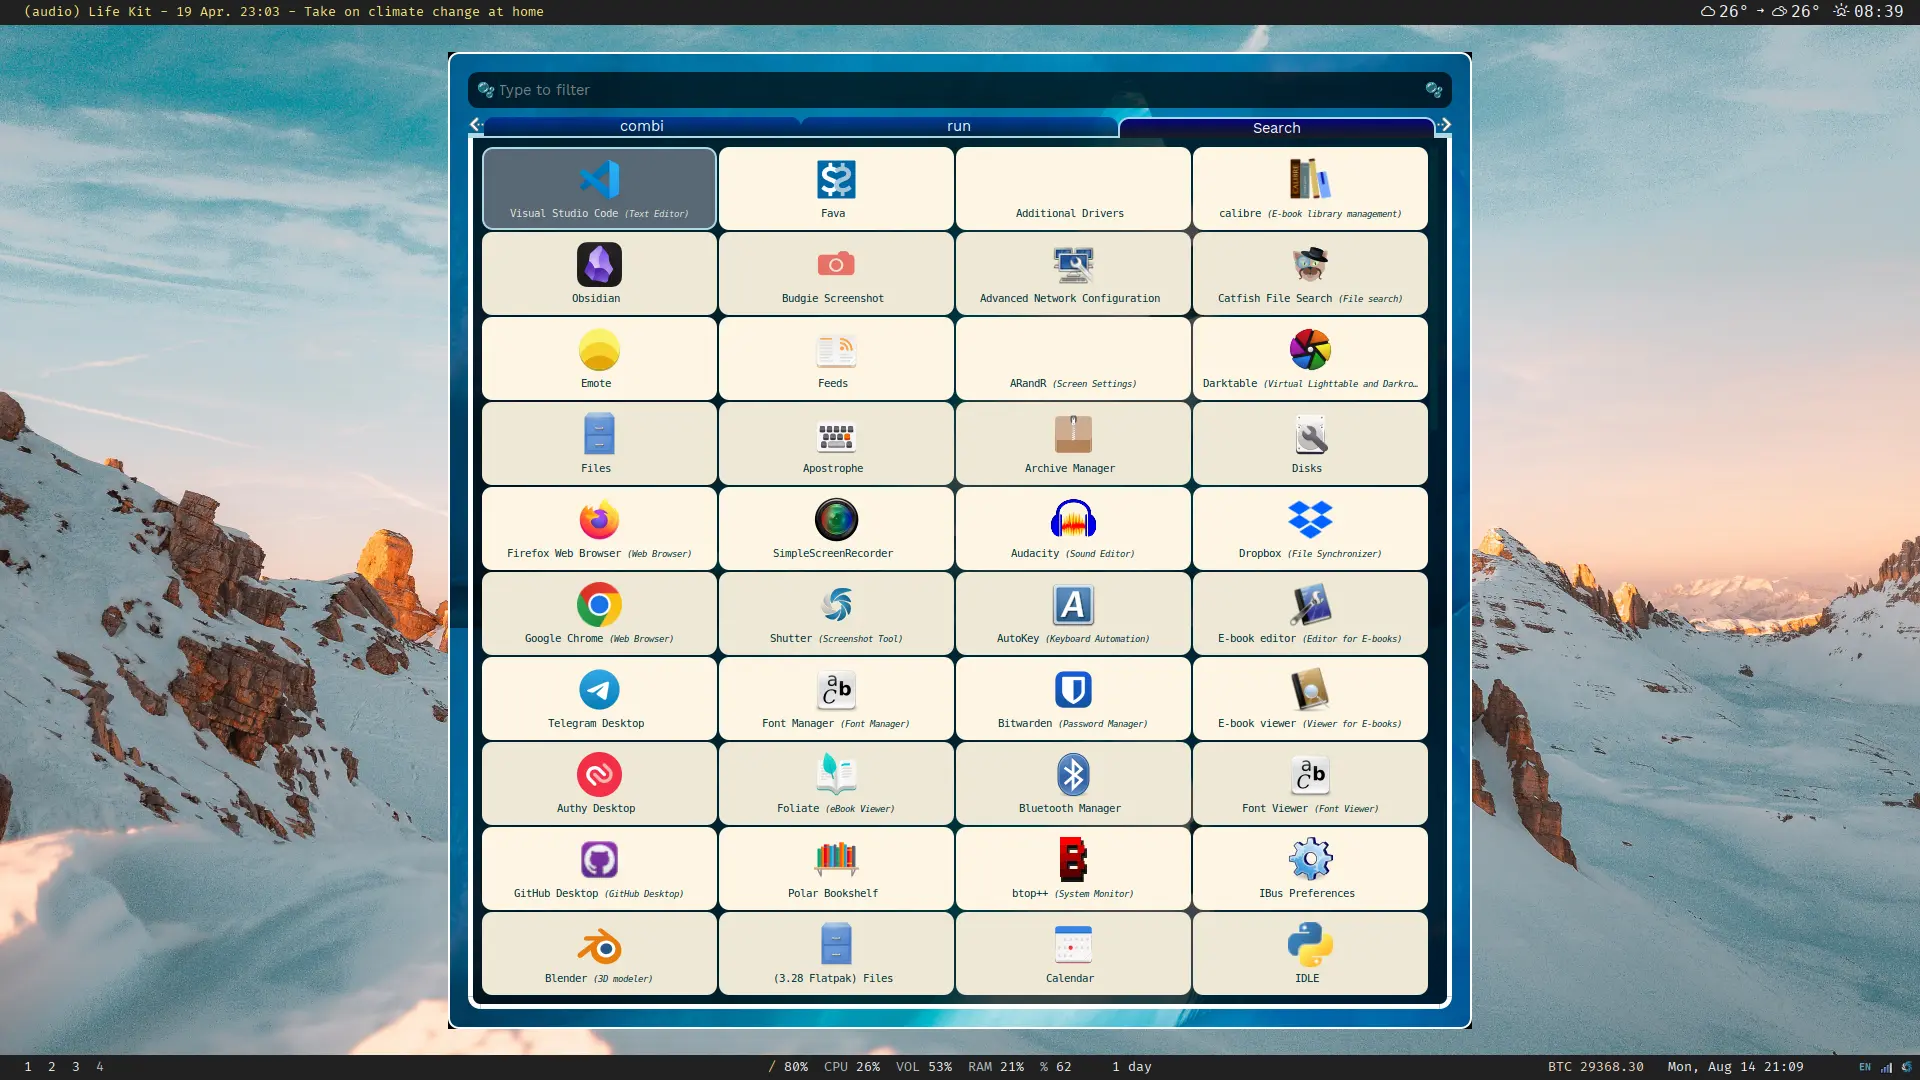 (audio) Life Kit - 19 Apr. 23:03 - Take on climate change at home
26° → 26° 08:39
Type to filter
combi run Search
Visual Studio Code (Text Editor) Fava Additional Drivers calibre (E-book library management)
Obsidian Budgie Screenshot Advanced Network Configuration Catfish File Search (File search)
Emote Feeds ARandR (Screen Settings) Darktable (Virtual Lighttable and Darkro…
Files Apostrophe Archive Manager Disks
Firefox Web Browser (Web Browser) SimpleScreenRecorder Audacity (Sound Editor) Dropbox (File Synchronizer)
Google Chrome (Web Browser) Shutter (Screenshot Tool) AutoKey (Keyboard Automation) E-book editor (Editor for E-books)
Telegram Desktop Font Manager (Font Manager) Bitwarden (Password Manager) E-book viewer (Viewer for E-books)
Authy Desktop Foliate (eBook Viewer) Bluetooth Manager Font Viewer (Font Viewer)
GitHub Desktop (GitHub Desktop) Polar Bookshelf btop++ (System Monitor) IBus Preferences
Blender (3D modeler) (3.28 Flatpak) Files Calendar IDLE
1 2 3 4 / 80% CPU 26% VOL 53% RAM 21% % 62 1 day BTC 29368.30 Mon, Aug 14 21:09 EN